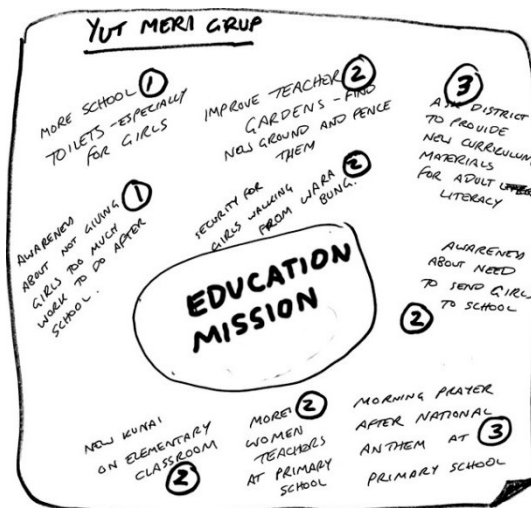 YUT MERI GRUP
MORE SCHOOL 1
TOILETS - ESPECIALLY
FOR GIRLS
IMPROVE TEACHER 2
GARDENS - FIND
NEW GROUND AND FENCE
THEM
3
ASK DISTRICT
TO PROVIDE
NEW CURRICULUM
MATERIALS
FOR ADULT
LITERACY
AWARENESS 1
ABOUT NOT GIVING
GIRLS TOO MUCH
WORK TO DO AFTER
SCHOOL.
SECURITY FOR 2
GIRLS WALKING
FROM WARA
BUNG.
EDUCATION
MISSION
AWARENESS
ABOUT NEED
TO SEND GIRLS
2 TO SCHOOL
NEW KUNAI
ON ELEMENTARY
CLASSROOM
2
MORE 2
WOMEN
TEACHERS
AT PRIMARY
SCHOOL
MORNING PRAYER
AFTER NATIONAL
ANTHEM AT 3
PRIMARY SCHOOL